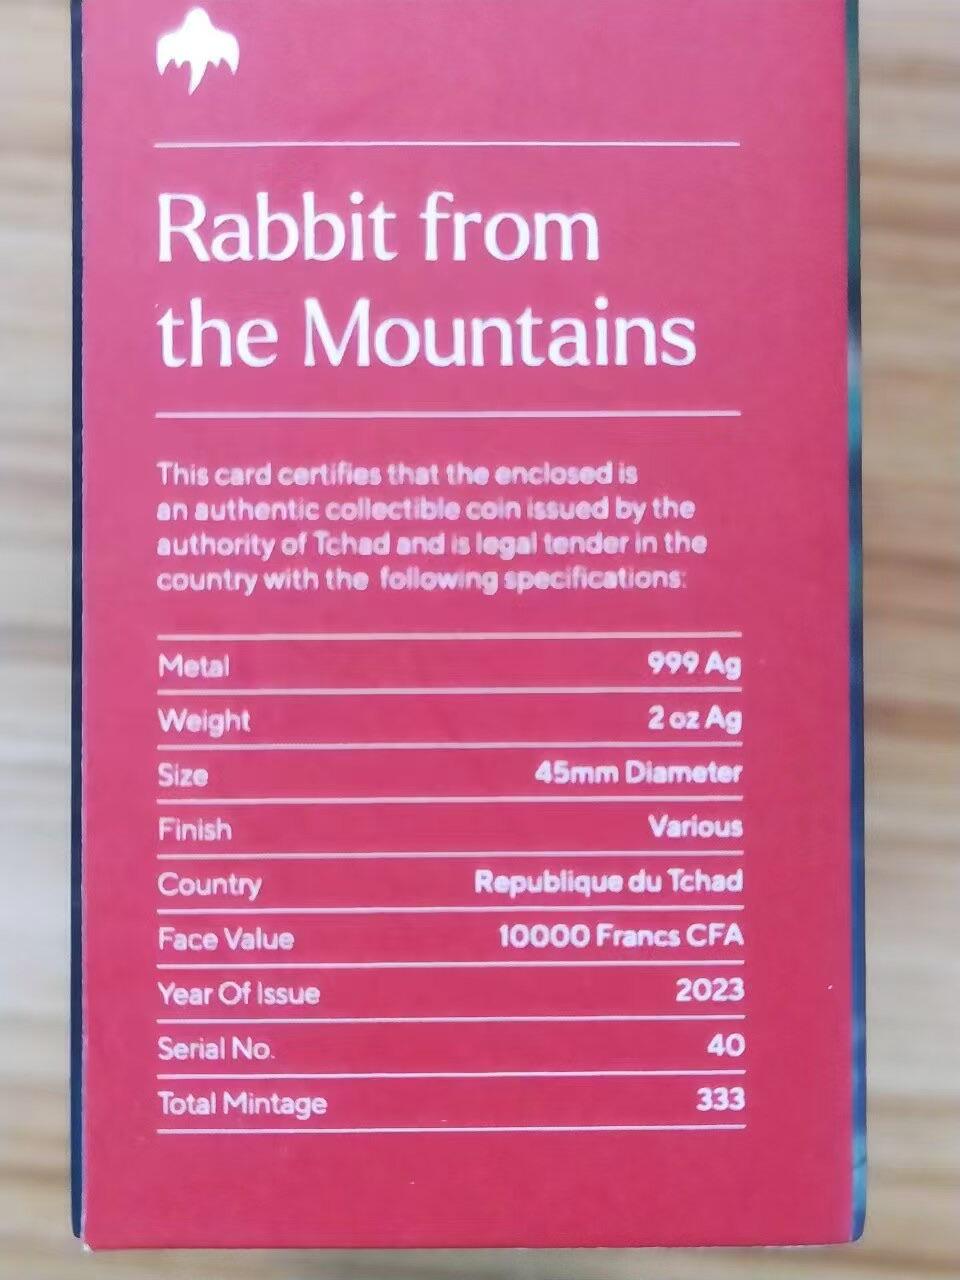 Rabbit from
the Mountains
This card certifies that the enclosed is
an authentic collectible coin issued by the
authority of Tchad and is legal tender in the
country with the following specifications:
Metal 999 Ag
Weight 2 oz Ag
Size 45mm Diameter
Finish Various
Country Republique du Tchad
Face Value 10000 Francs CFA
Year Of Issue 2023
Serial No. 40
Total Mintage 333